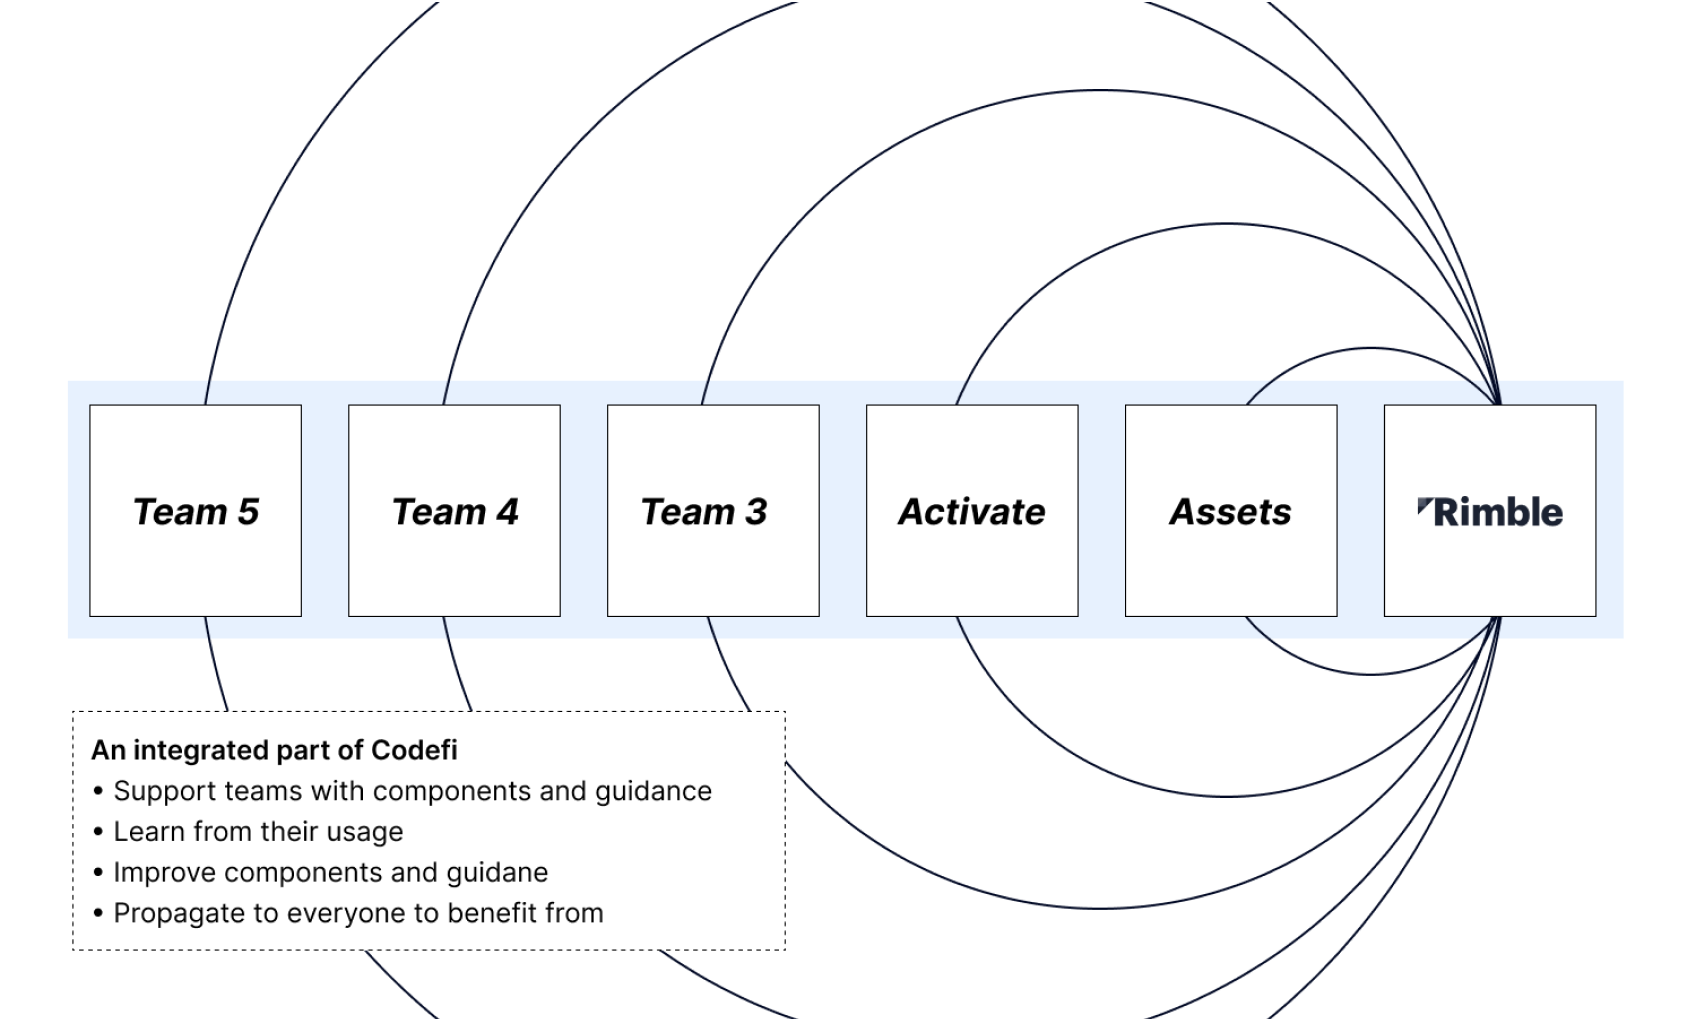 Team 5
Team 4
Team 3
Activate
Assets
Rimble
An integrated part of Codefi
• Support teams with components and guidance
• Learn from their usage
• Improve components and guidane
• Propagate to everyone to benefit from